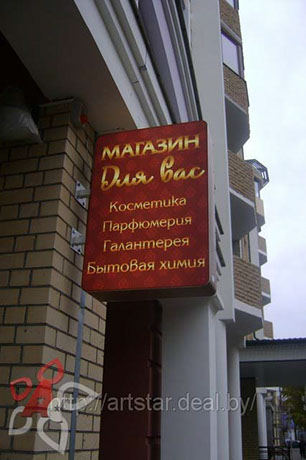 МАГАЗИН
Для вас
Косметика
Парфюмерия
Галантерея
Бытовая химия
http://artstar.deal.by/